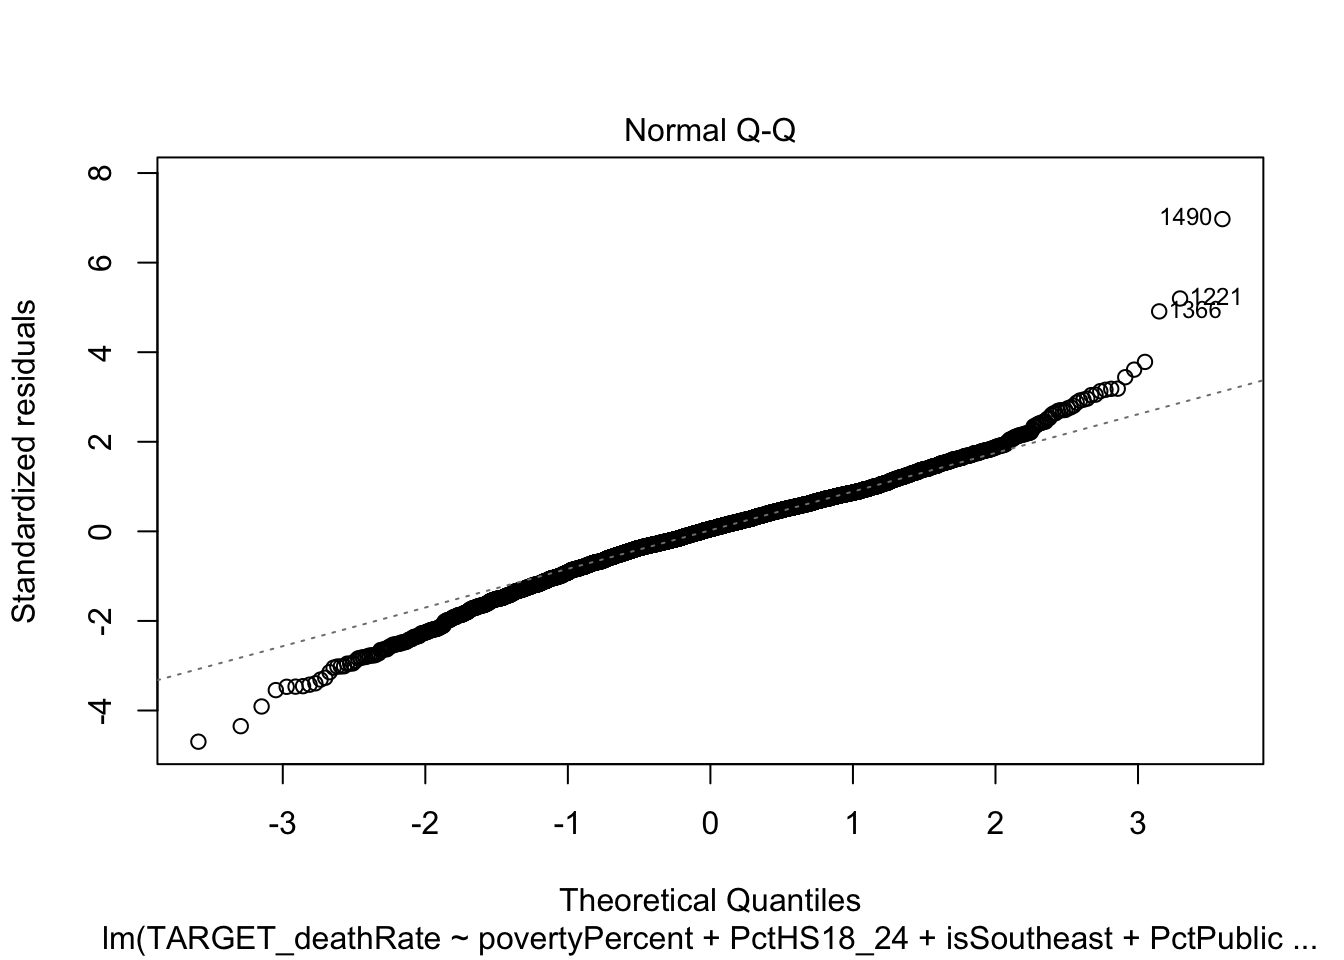 Normal Q-Q
8
6
4
2
0
-2
-4
Standardized residuals
1490
1221
1366
-3 -2 -1 0 1 2 3
Theoretical Quantiles
lm(TARGET_deathRate ~ povertyPercent + PctHS18_24 + isSoutheast + PctPublic ...